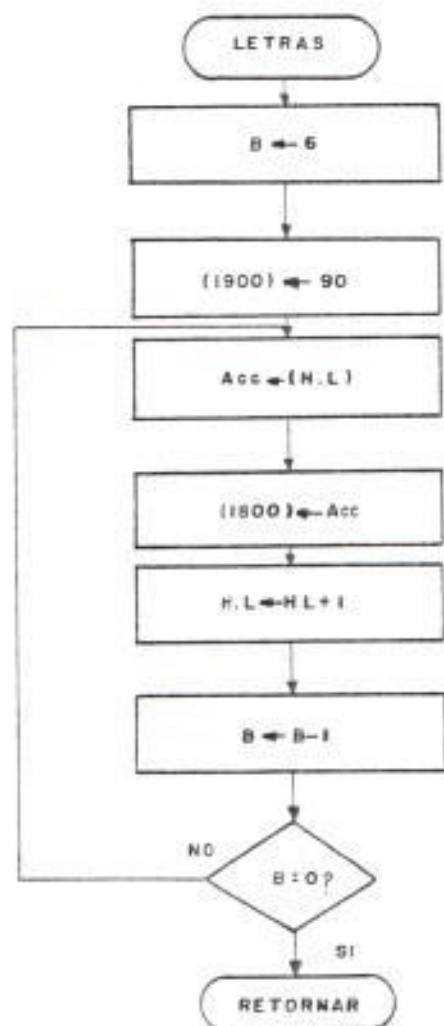 LETRAS
B ← 6
(1900) ← 90
Acc ← (H.L)
(1800) ← Acc
H.L ← HL+1
B ← B-1
NO
B=0?
SI
RETORNAR